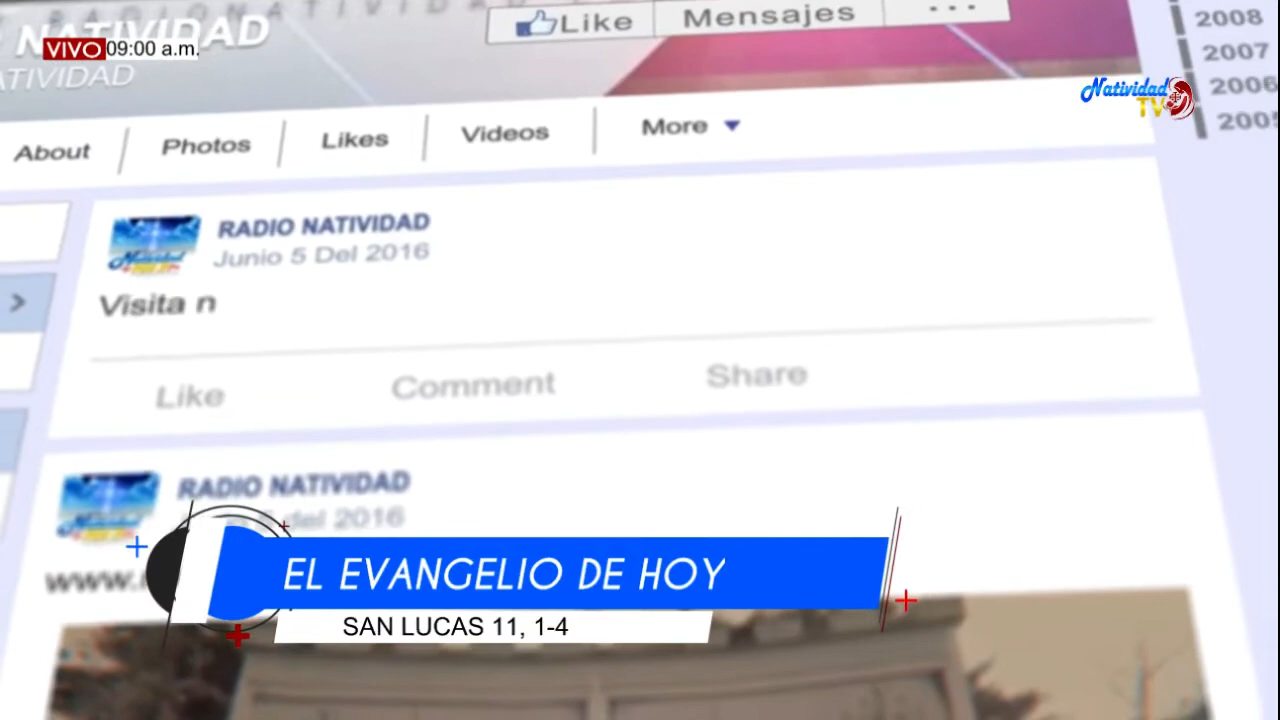 RADIO NATIVIDAD
NATIVIDAD
VIVO 09:00 a.m.
NATIVIDAD
Like Mensajes ...
2008
2007
2006
Natividad
TV
About Photos Likes Videos More
RADIO NATIVIDAD
Junio 5 Del 2016
Visita n
Like Comment Share
RADIO NATIVIDAD
del 2016
EL EVANGELIO DE HOY
SAN LUCAS 11, 1-4